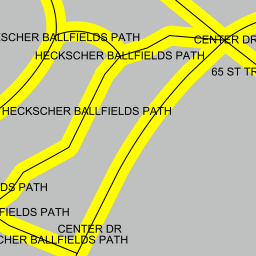 SCHER BALLFIELDS PATH
CENTER DR
HECKSCHER BALLFIELDS PATH
65 ST TR
HECKSCHER BALLFIELDS PATH
DS PATH
FIELDS PATH
CENTER DR
CHER BALLFIELDS PATH